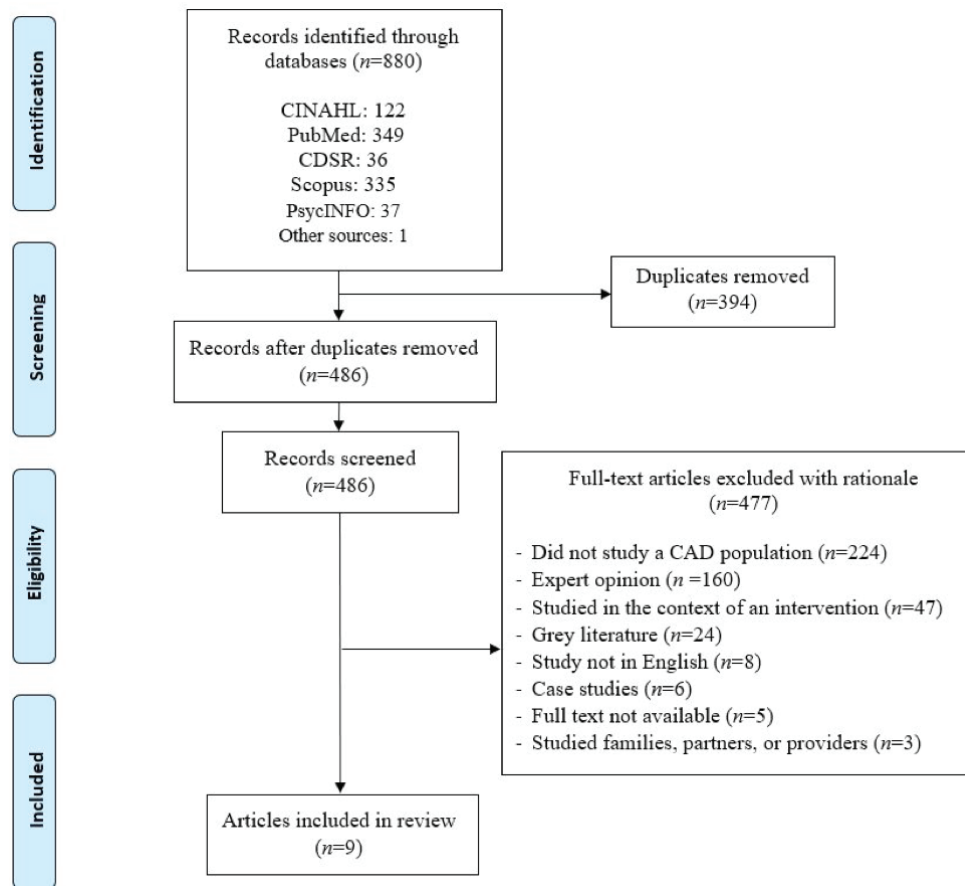 Identification
Records identified through
databases (n=880)
CINAHL: 122
PubMed: 349
CDSR: 36
Scopus: 335
PsycINFO: 37
Other sources: 1
Screening
Duplicates removed
(n=394)
Records after duplicates removed
(n=486)
Eligibility
Records screened
(n=486)
Full-text articles excluded with rationale
(n=477)
- Did not study a CAD population (n=224)
- Expert opinion (n =160)
- Studied in the context of an intervention (n=47)
- Grey literature (n=24)
- Study not in English (n=8)
- Case studies (n=6)
- Full text not available (n=5)
- Studied families, partners, or providers (n=3)
Included
Articles included in review
(n=9)